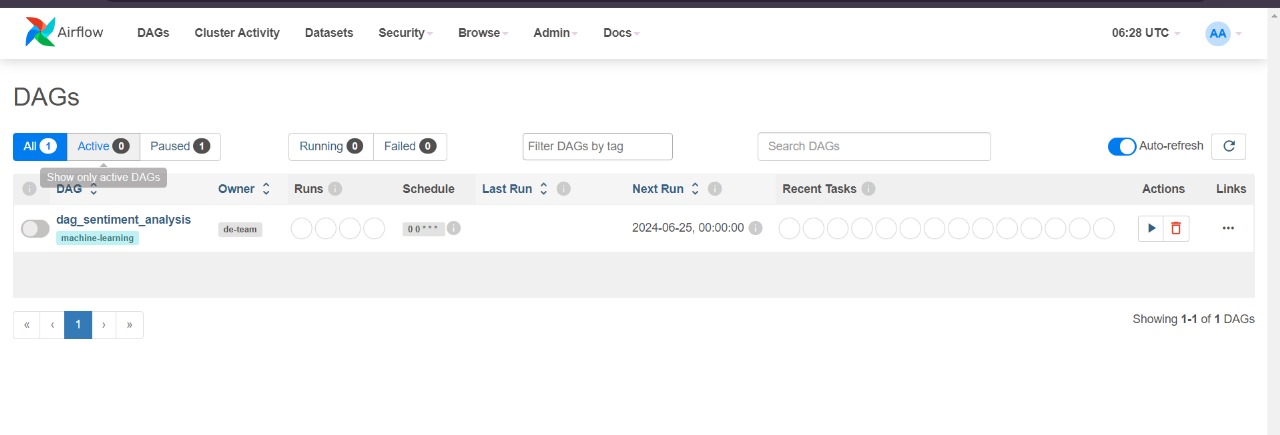 Airflow DAGs Cluster Activity Datasets Security Browse Admin Docs 06:28 UTC AA
DAGs
All 1 Active 0 Paused 1 Running 0 Failed 0 Filter DAGs by tag Search DAGs Auto-refresh
Show only active DAGs
DAG Owner Runs Schedule Last Run Next Run Recent Tasks Actions Links
dag_sentiment_analysis de-team 0 0 * * * 2024-06-25, 00:00:00
machine-learning
« ‹ 1 › » Showing 1-1 of 1 DAGs